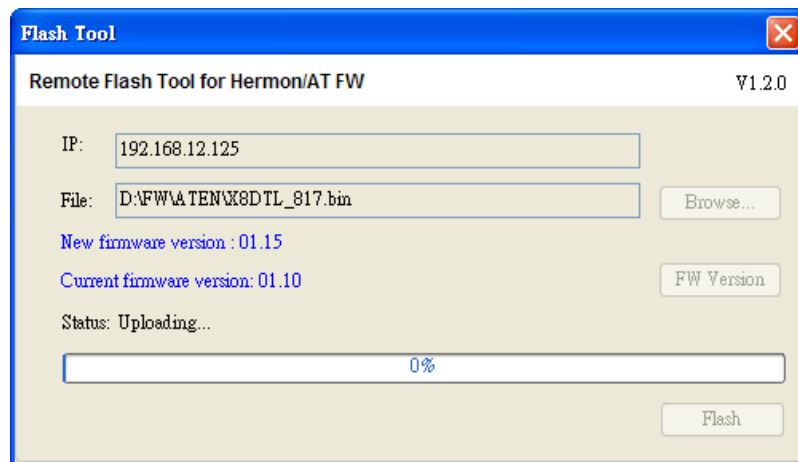 Flash Tool
Remote Flash Tool for Hermon/AT FW V1.2.0
IP: 192.168.12.125
File: D:\FW\ATEN\X8DTL_817.bin Browse...
New firmware version : 01.15
Current firmware version: 01.10 FW Version
Status: Uploading...
0%
Flash